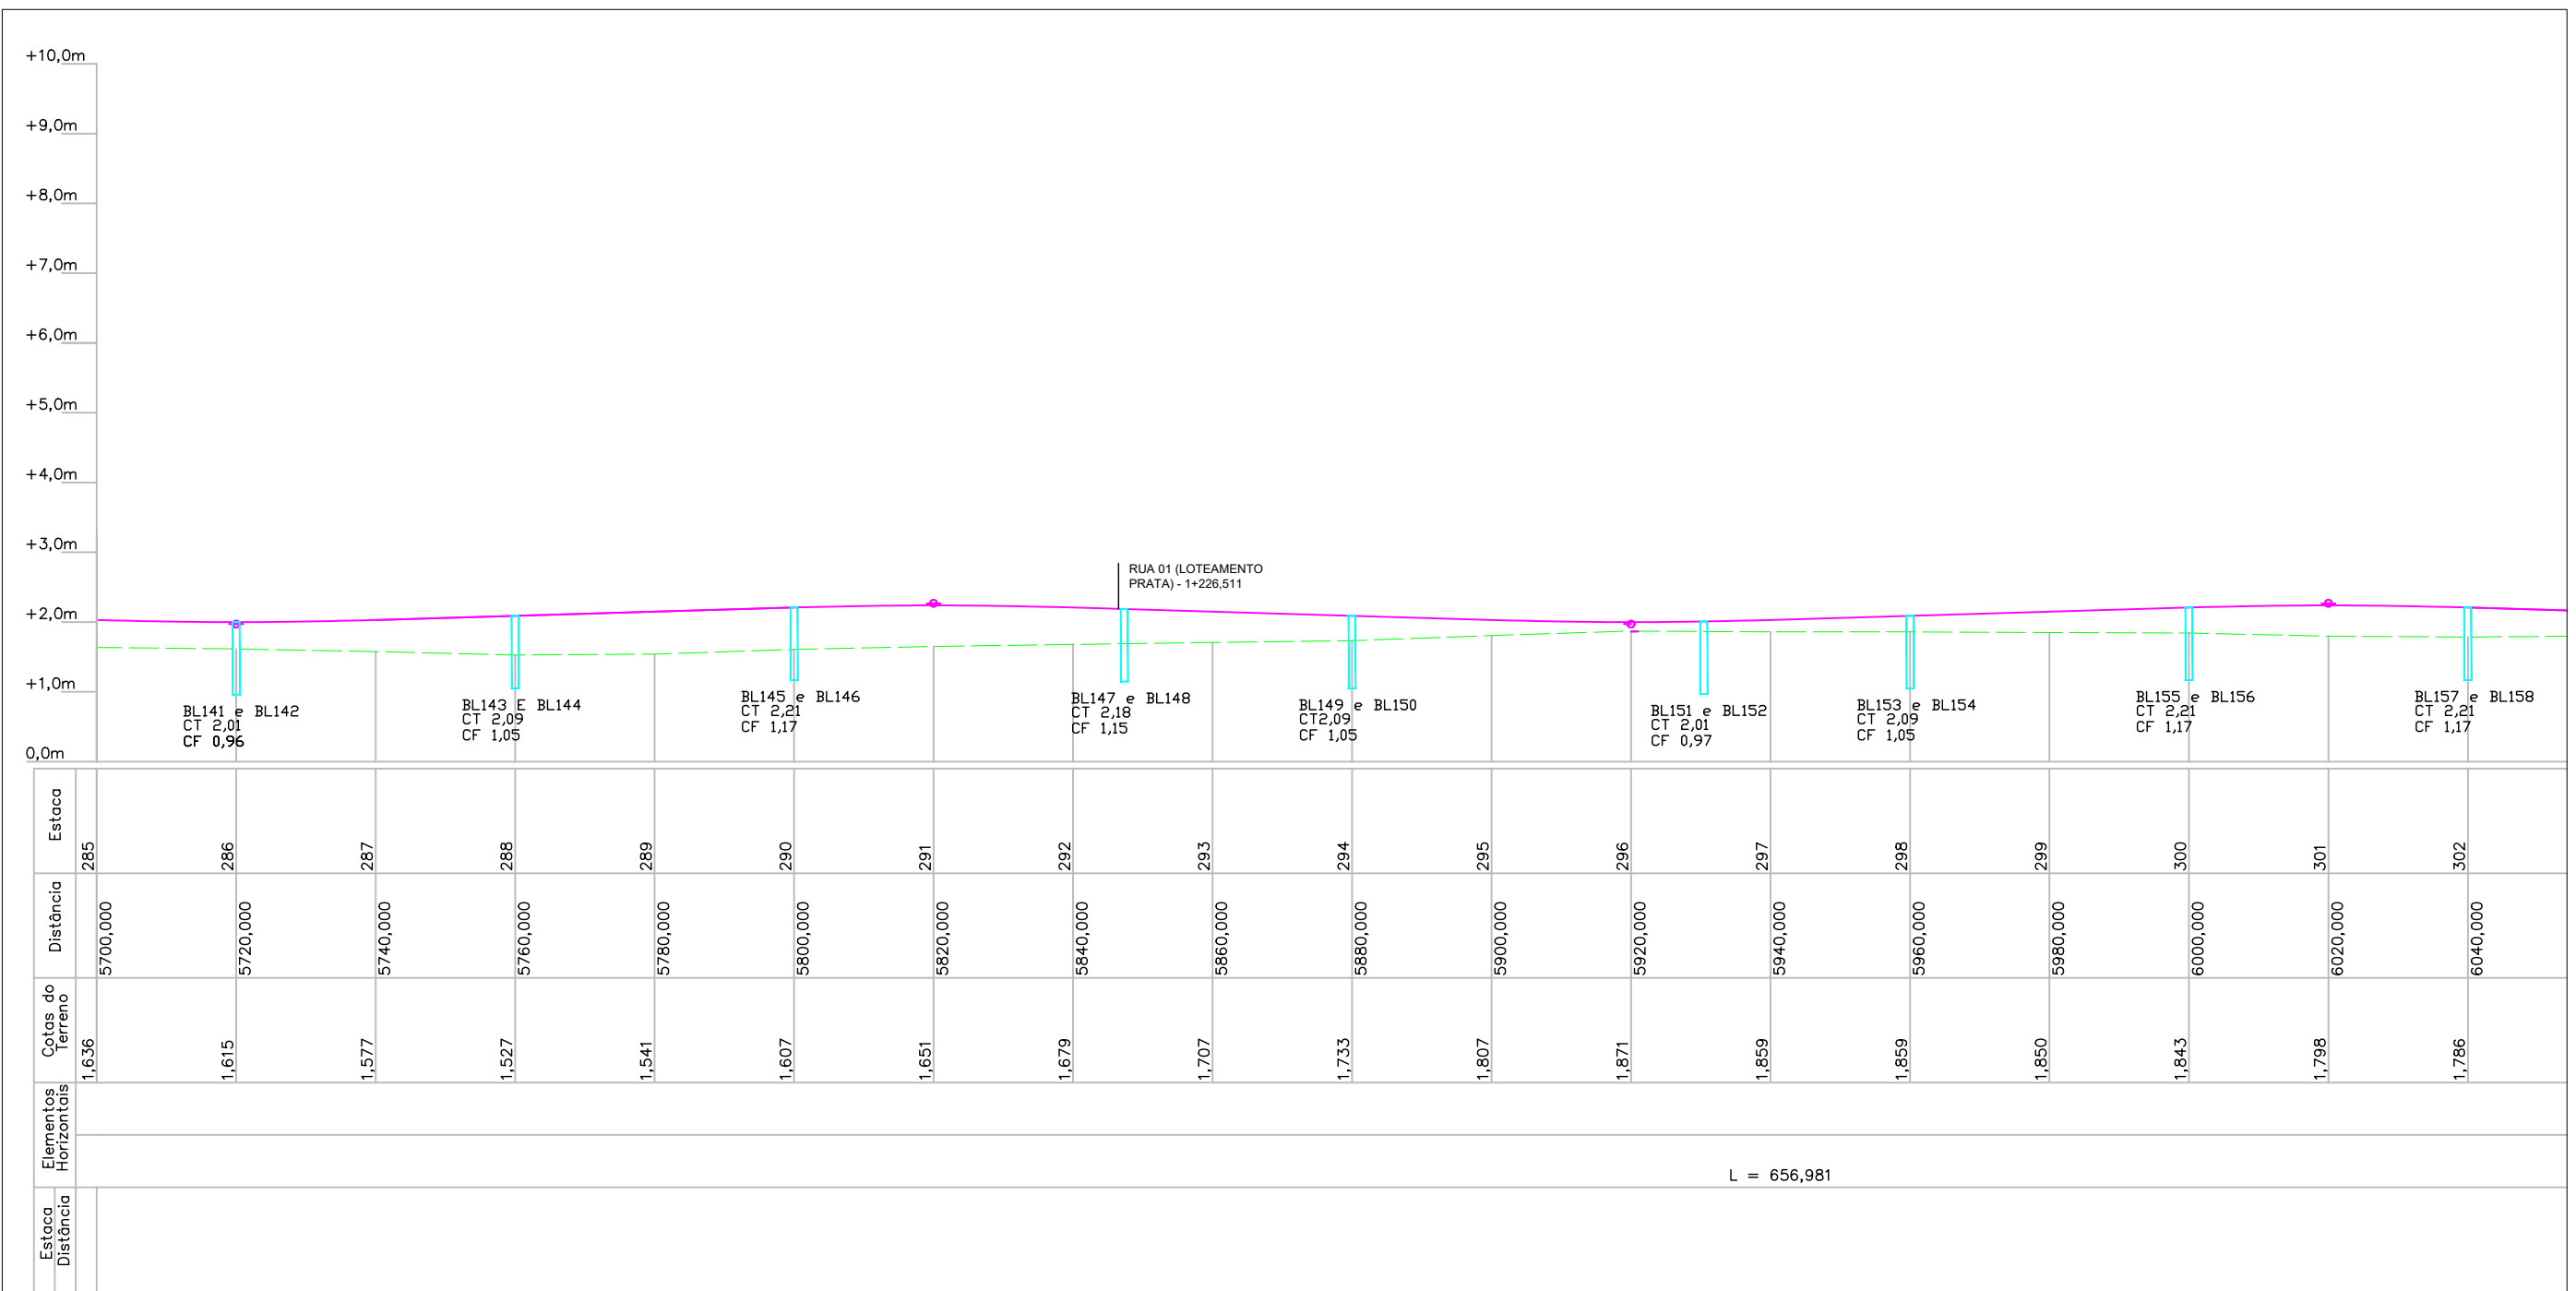 +10,0m
+9,0m
+8,0m
+7,0m
+6,0m
+5,0m
+4,0m
+3,0m
+2,0m
+1,0m
0,0m
RUA 01 (LOTEAMENTO
PRATA) - 1+226,511
BL141 e BL142
CT 2,01
CF 0,96
BL143 E BL144
CT 2,09
CF 1,05
BL145 e BL146
CT 2,21
CF 1,17
BL147 e BL148
CT 2,18
CF 1,15
BL149 e BL150
CT2,09
CF 1,05
BL151 e BL152
CT 2,01
CF 0,97
BL153 e BL154
CT 2,09
CF 1,05
BL155 e BL156
CT 2,21
CF 1,17
BL157 e BL158
CT 2,21
CF 1,17
Estaca
285 286 287 288 289 290 291 292 293 294 295 296 297 298 299 300 301 302
Distância
5700,000 5720,000 5740,000 5760,000 5780,000 5800,000 5820,000 5840,000 5860,000 5880,000 5900,000 5920,000 5940,000 5960,000 5980,000 6000,000 6020,000 6040,000
Cotas do
Terreno
1,636 1,615 1,577 1,527 1,541 1,607 1,651 1,679 1,707 1,733 1,807 1,871 1,859 1,859 1,850 1,843 1,798 1,786
Elementos
Horizontais
L = 656,981
Estaca
Distância